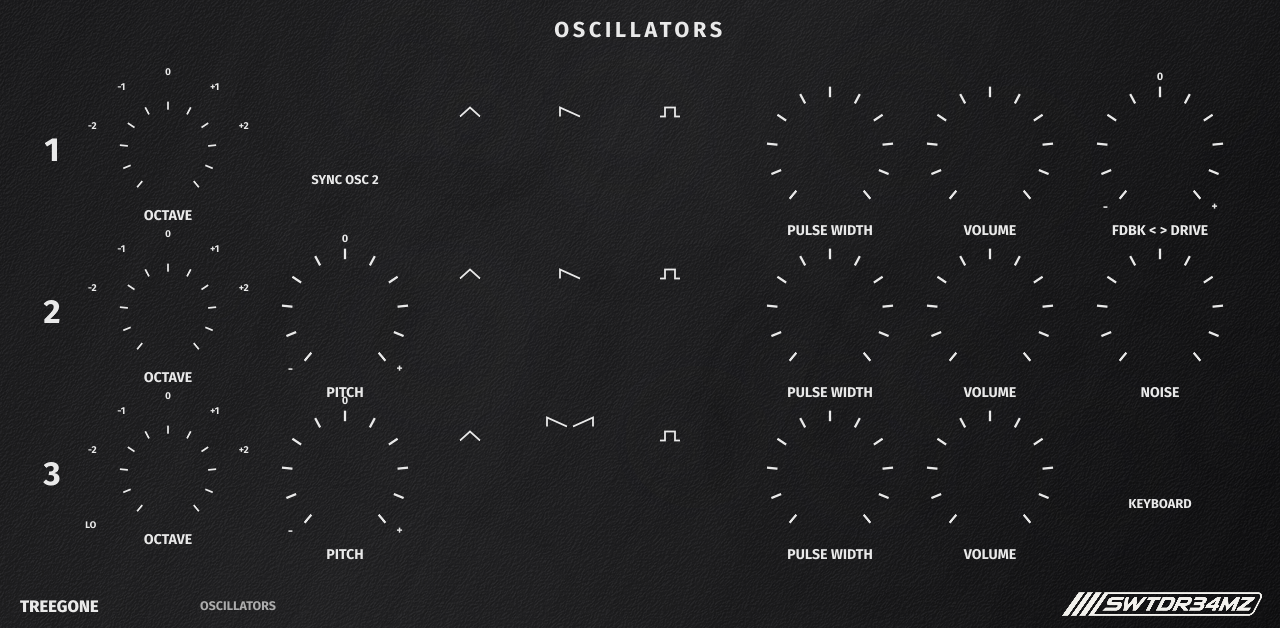 OSCILLATORS
0
-1 +1
-2 +2
1
SYNC OSC 2
OCTAVE
0
- +
PULSE WIDTH VOLUME FDBK < > DRIVE
0
-1 +1
-2 +2
2
OCTAVE
0
- +
PITCH
PULSE WIDTH VOLUME NOISE
0
-1 +1
-2 +2
3
LO
OCTAVE
0
- +
PITCH
PULSE WIDTH VOLUME
KEYBOARD
TREEGONE OSCILLATORS SWTDR34MZ